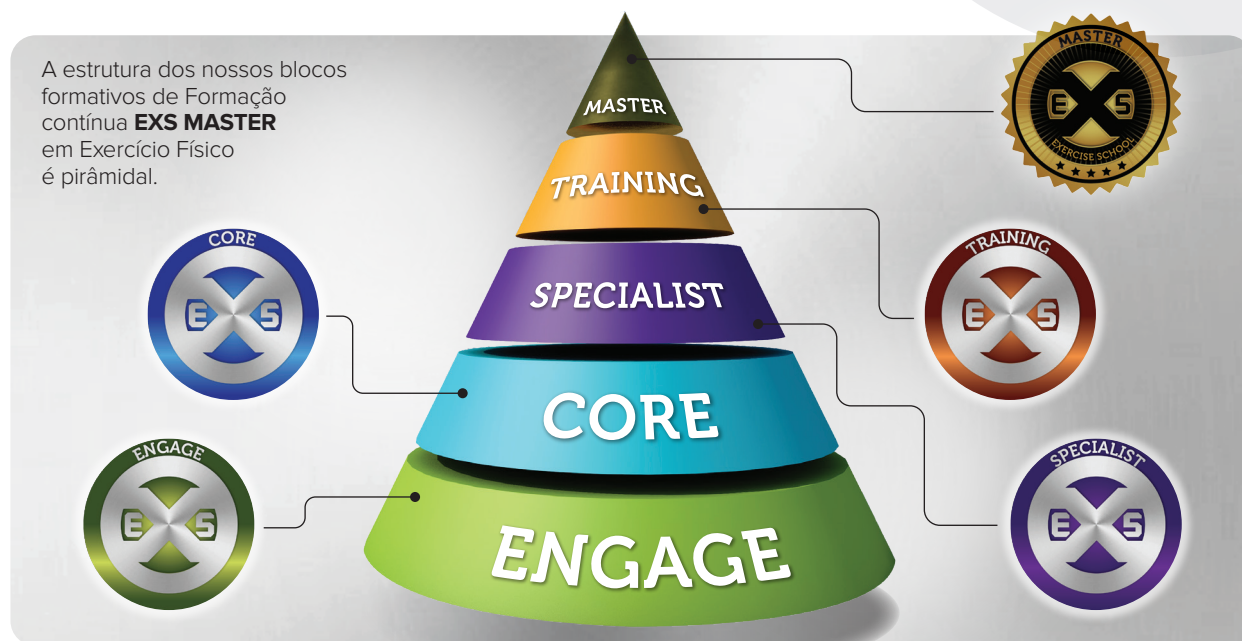 A estrutura dos nossos blocos
formativos de Formação
contínua EXS MASTER
em Exercício Físico
é pirâmidal.
MASTER
TRAINING
SPECIALIST
CORE
ENGAGE
MASTER
E X S
EXERCISE SCHOOL
CORE
E X S
TRAINING
E X S
ENGAGE
E X S
SPECIALIST
E X S